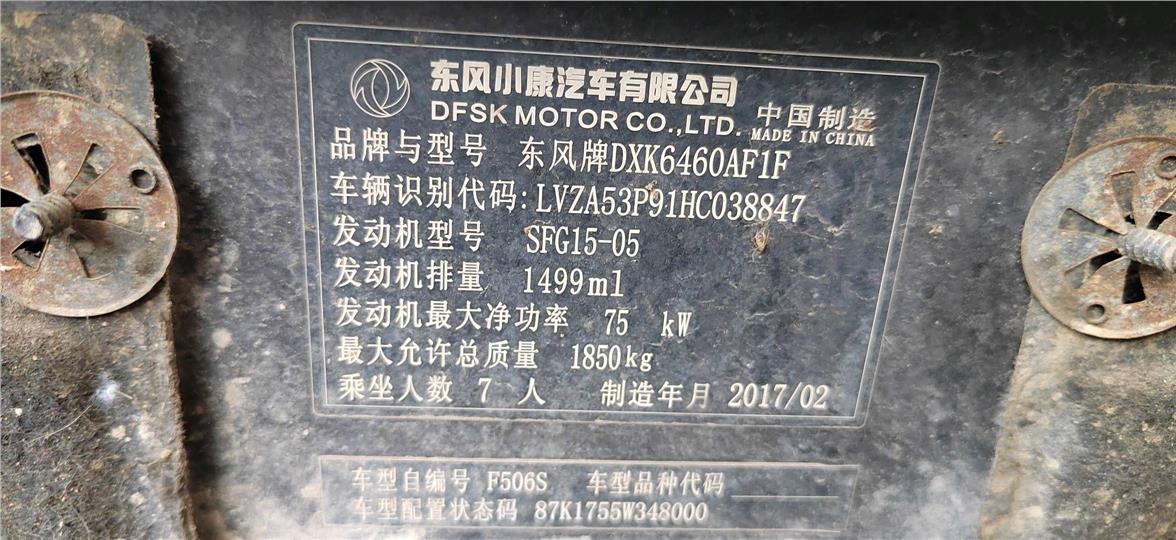 东风小康汽车有限公司
DFSK MOTOR CO.,LTD.
中国制造
MADE IN CHINA
品牌与型号 东风牌DXK6460AF1F
车辆识别代码: LVZA53P91HC038847
发动机型号 SFG15-05
发动机排量 1499ml
发动机最大净功率 75 kW
最大允许总质量 1850kg
乘坐人数 7 人 制造年月 2017/02
车型自编号 F506S 车型品种代码
车型配置状态码 87K1755W348000